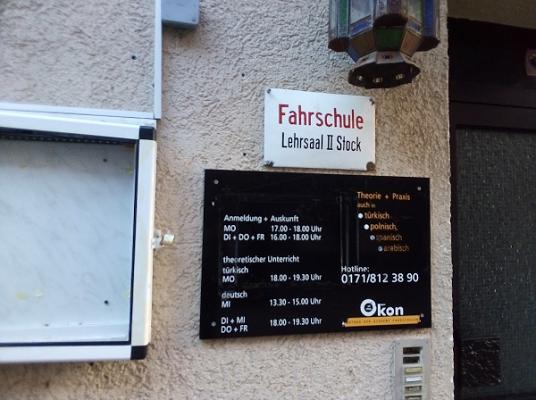 Fahrschule
Lehrsaal II Stock
Anmeldung + Auskunft
MO 17.00 - 18.00 Uhr
DI + DO + FR 16.00 - 18.00 Uhr
theoretischer Unterricht
türkisch
MO 18.00 - 19.30 Uhr
deutsch
MI 13.30 - 15.00 Uhr
DI + MI
DO + FR 18.00 - 19.30 Uhr
Theorie + Praxis
auch in
türkisch
polnisch,
spanisch
arabisch
Hotline:
0171/812 38 90
Økon